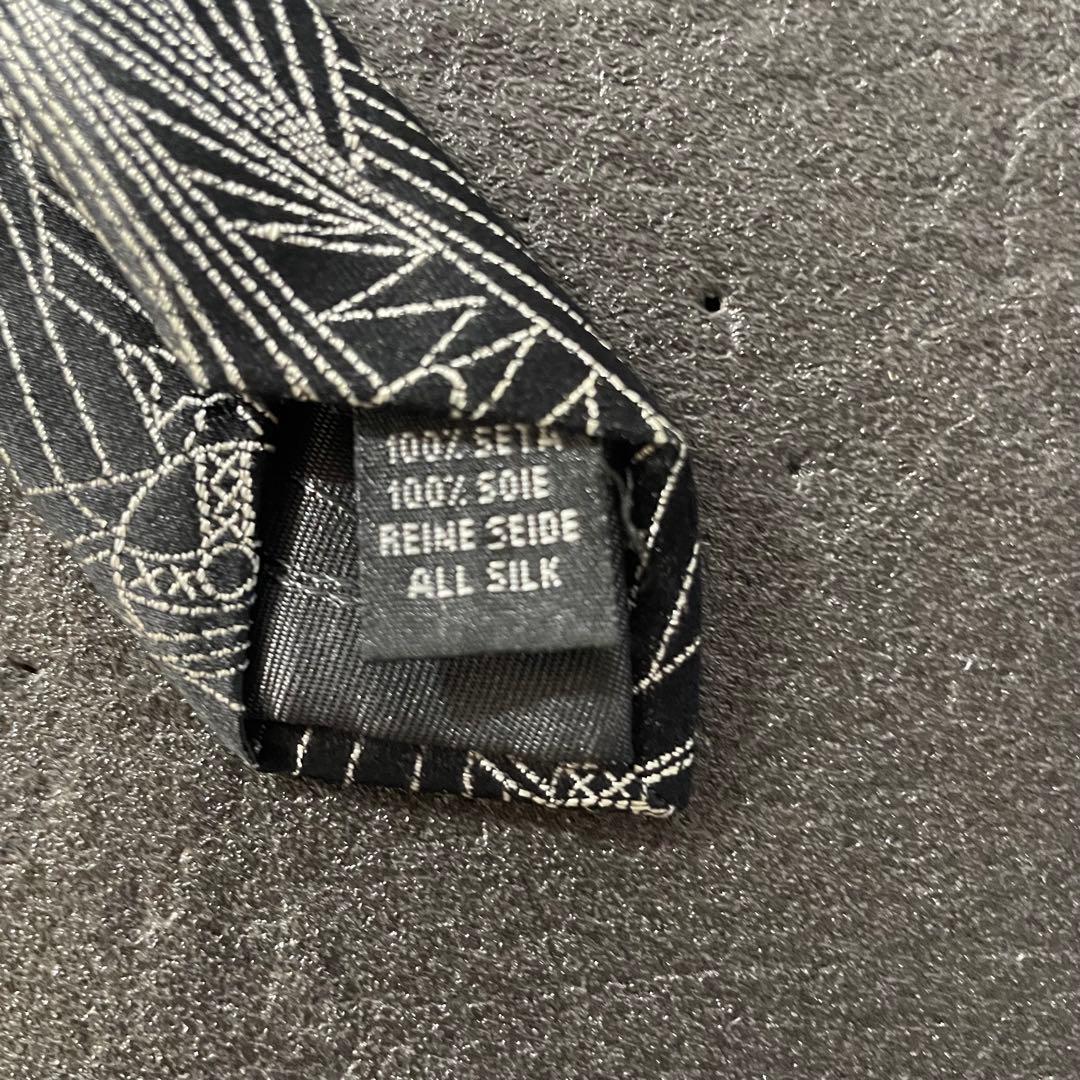 100% SETA
100% SOIE
REINE SEIDE
ALL SILK